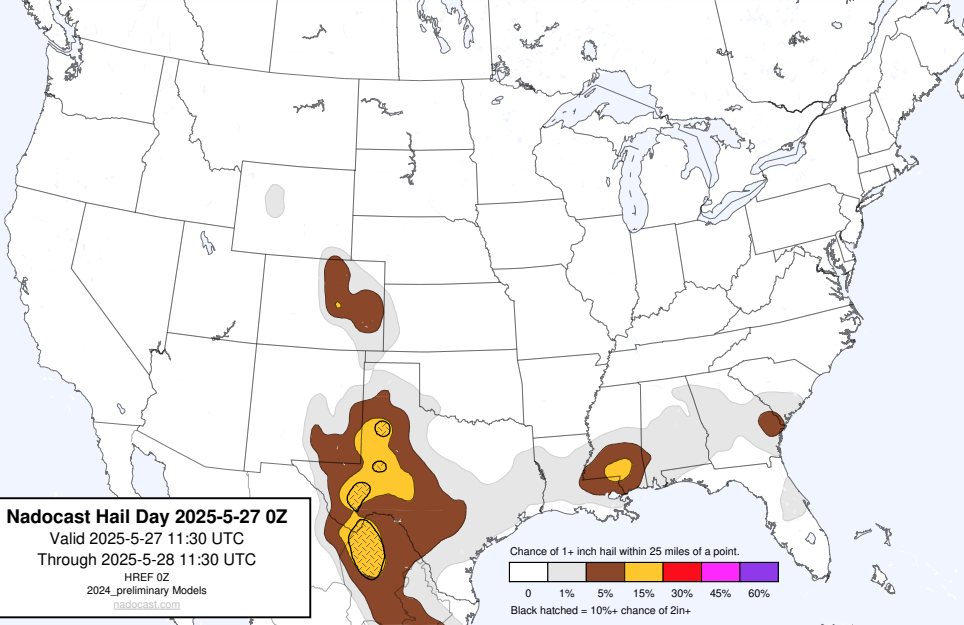 Nadocast Hail Day 2025-5-27 0Z
Valid 2025-5-27 11:30 UTC
Through 2025-5-28 11:30 UTC
HREF 0Z
2024_preliminary Models
nadocast.com
Chance of 1+ inch hail within 25 miles of a point.
0 1% 5% 15% 30% 45% 60%
Black hatched = 10%+ chance of 2in+